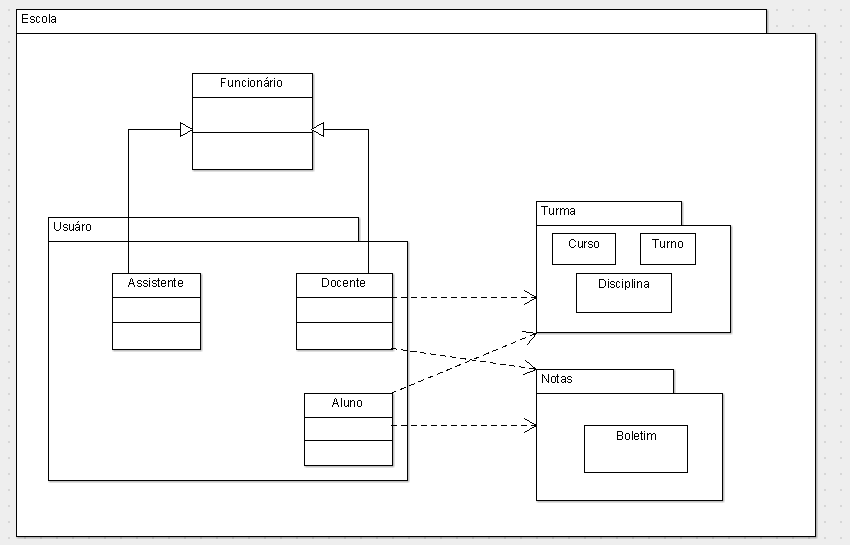 Escola
Funcionário
Usuáro
Assistente
Docente
Aluno
Turma
Curso
Turno
Disciplina
Notas
Boletim